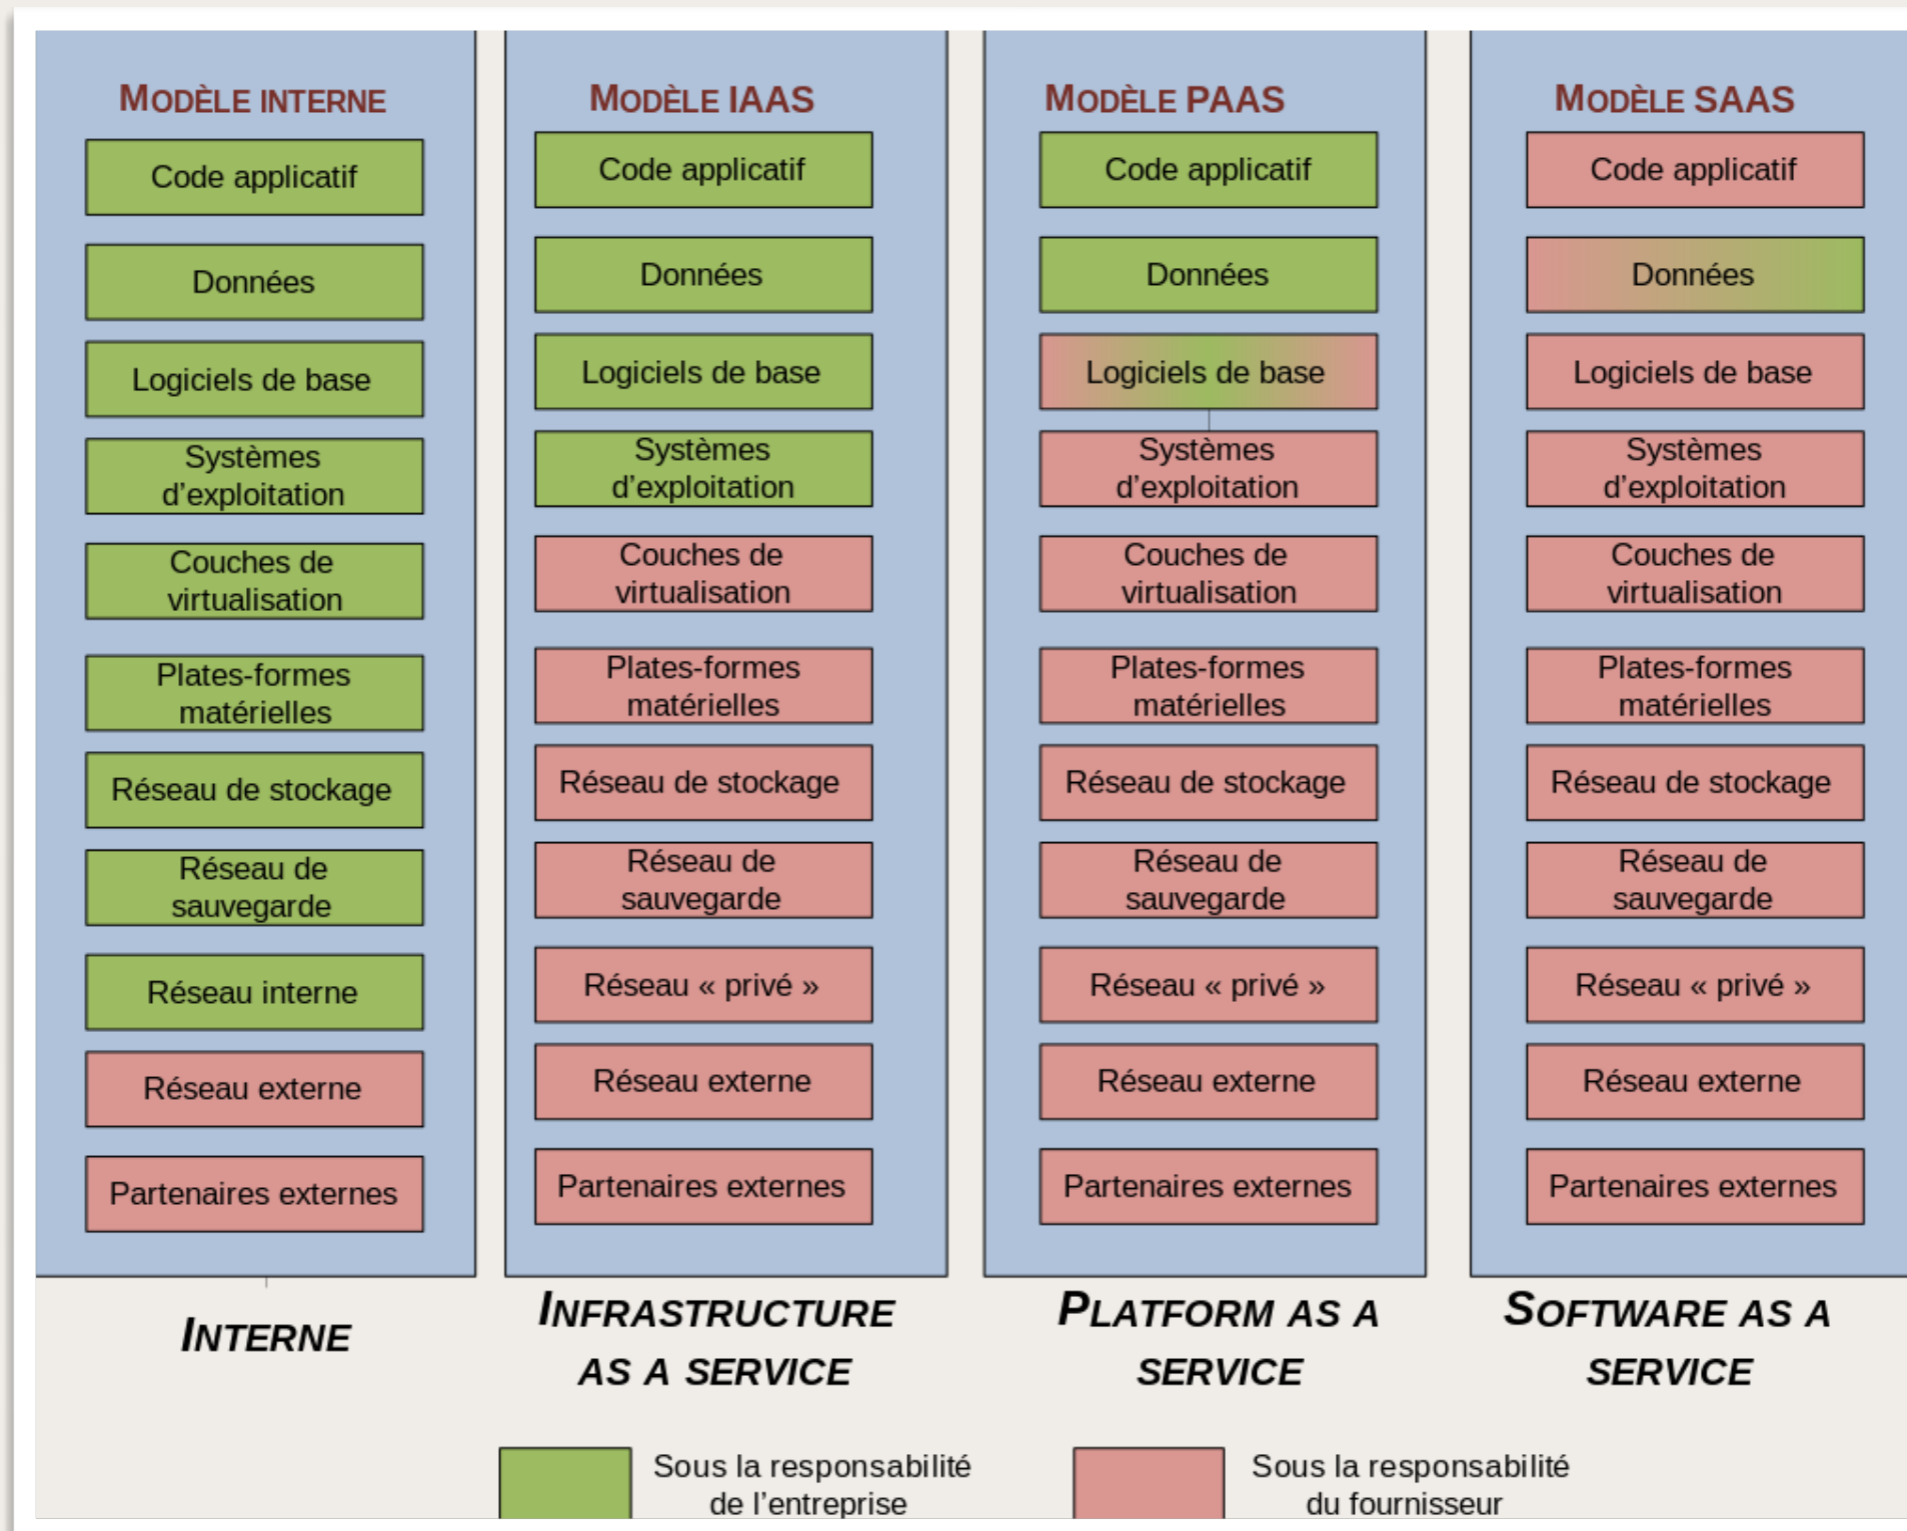 MODÈLE INTERNE
Code applicatif
Données
Logiciels de base
Systèmes
d’exploitation
Couches de
virtualisation
Plates-formes
matérielles
Réseau de stockage
Réseau de
sauvegarde
Réseau interne
Réseau externe
Partenaires externes
INTERNE
MODÈLE IAAS
Code applicatif
Données
Logiciels de base
Systèmes
d’exploitation
Couches de
virtualisation
Plates-formes
matérielles
Réseau de stockage
Réseau de
sauvegarde
Réseau « privé »
Réseau externe
Partenaires externes
INFRASTRUCTURE
AS A SERVICE
MODÈLE PAAS
Code applicatif
Données
Logiciels de base
Systèmes
d’exploitation
Couches de
virtualisation
Plates-formes
matérielles
Réseau de stockage
Réseau de
sauvegarde
Réseau « privé »
Réseau externe
Partenaires externes
PLATFORM AS A
SERVICE
MODÈLE SAAS
Code applicatif
Données
Logiciels de base
Systèmes
d’exploitation
Couches de
virtualisation
Plates-formes
matérielles
Réseau de stockage
Réseau de
sauvegarde
Réseau « privé »
Réseau externe
Partenaires externes
SOFTWARE AS A
SERVICE
Sous la responsabilité
de l’entreprise
Sous la responsabilité
du fournisseur